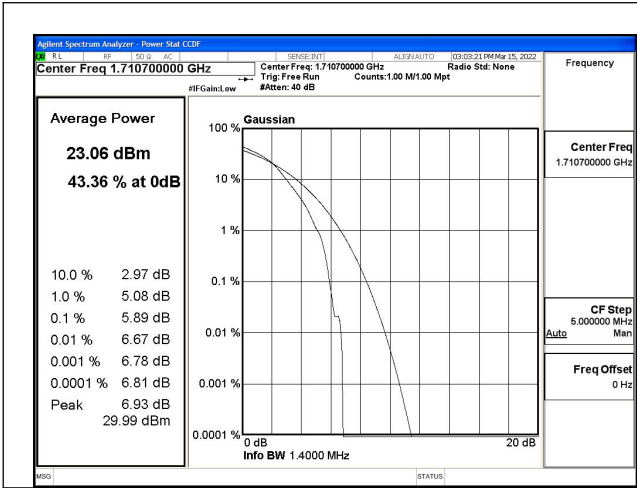 Agilent Spectrum Analyzer - Power Stat CCDF
RL RF 50 Ω AC SENSE:INT ALIGN AUTO 03:03:21 PM Mar 15, 2022
Center Freq 1.710700000 GHz
Center Freq: 1.710700000 GHz Radio Std: None
Trig: Free Run Counts:1.00 M/1.00 Mpt
#IFGain:Low #Atten: 40 dB
Frequency
Average Power
23.06 dBm
43.36 % at 0dB
10.0 % 2.97 dB
1.0 % 5.08 dB
0.1 % 5.89 dB
0.01 % 6.67 dB
0.001 % 6.78 dB
0.0001 % 6.81 dB
Peak 6.93 dB
29.99 dBm
Gaussian
100 %
10 %
1 %
0.1 %
0.01 %
0.001 %
0.0001 %
0 dB 20 dB
Info BW 1.4000 MHz
Center Freq
1.710700000 GHz
CF Step
5.000000 MHz
Auto Man
Freq Offset
0 Hz
MSG STATUS